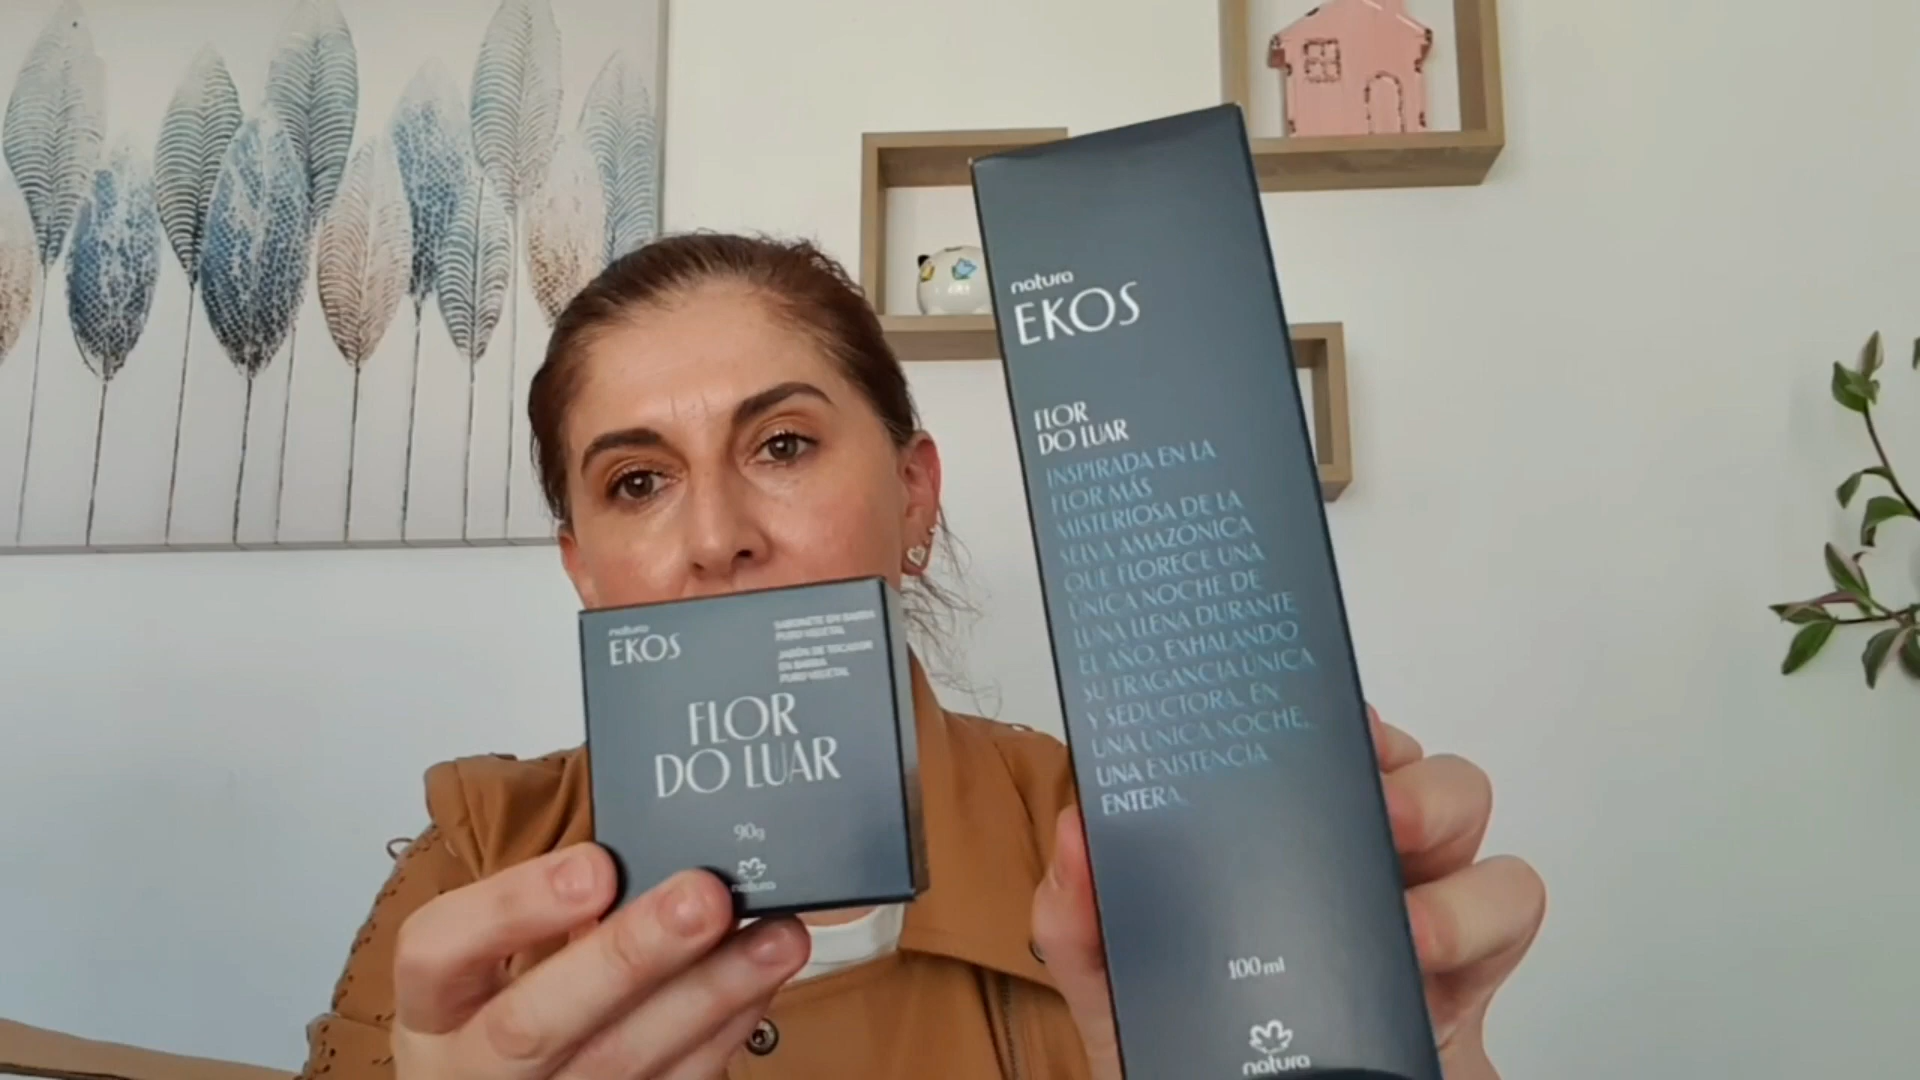 natura
EKOS
SABONETE EM BARRA
PURO VEGETAL
JABÓN DE TOCADOR
EN BARRA
PURO VEGETAL
FLOR
DO LUAR
90g
natura
natura
EKOS
FLOR
DO LUAR
INSPIRADA EN LA
FLOR MÁS
MISTERIOSA DE LA
SELVA AMAZÓNICA
QUE FLORECE UNA
ÚNICA NOCHE DE
LUNA LLENA DURANTE
EL AÑO, EXHALANDO
SU FRAGANCIA ÚNICA
Y SEDUCTORA, EN
UNA ÚNICA NOCHE,
UNA EXISTENCIA
ENTERA.
100 ml
natura